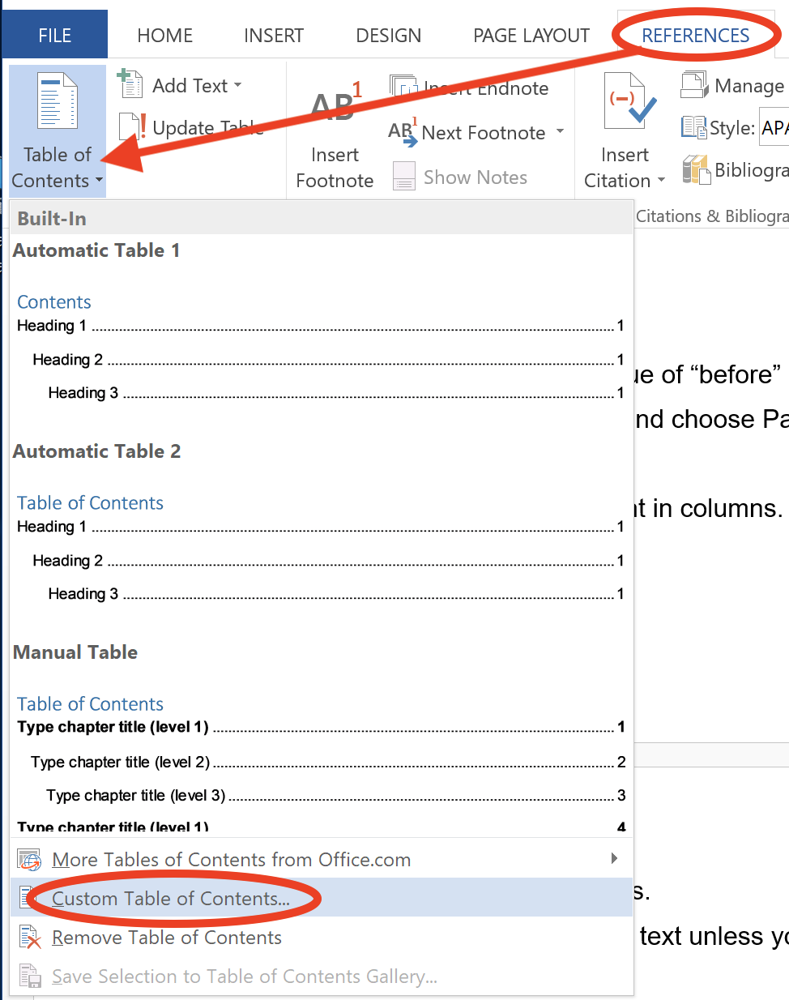 FILE HOME INSERT DESIGN PAGE LAYOUT REFERENCES
Add Text
Update Table
Table of
Contents
AB1
Insert
Footnote
Insert Endnote
AB1
Next Footnote
Show Notes
(-)
Insert
Citation
Manage
Style: APA
Bibliogra
Citations & Bibliogra
Built-In
Automatic Table 1
Contents
Heading 1 1
Heading 2 1
Heading 3 1
Automatic Table 2
Table of Contents
Heading 1 1
Heading 2 1
Heading 3 1
Manual Table
Table of Contents
Type chapter title (level 1) 1
Type chapter title (level 2) 2
Type chapter title (level 3) 3
Type chapter title (level 1) 4
More Tables of Contents from Office.com
Custom Table of Contents...
Remove Table of Contents
Save Selection to Table of Contents Gallery...
ue of “before”
nd choose Pa
nt in columns.
s.
text unless yo